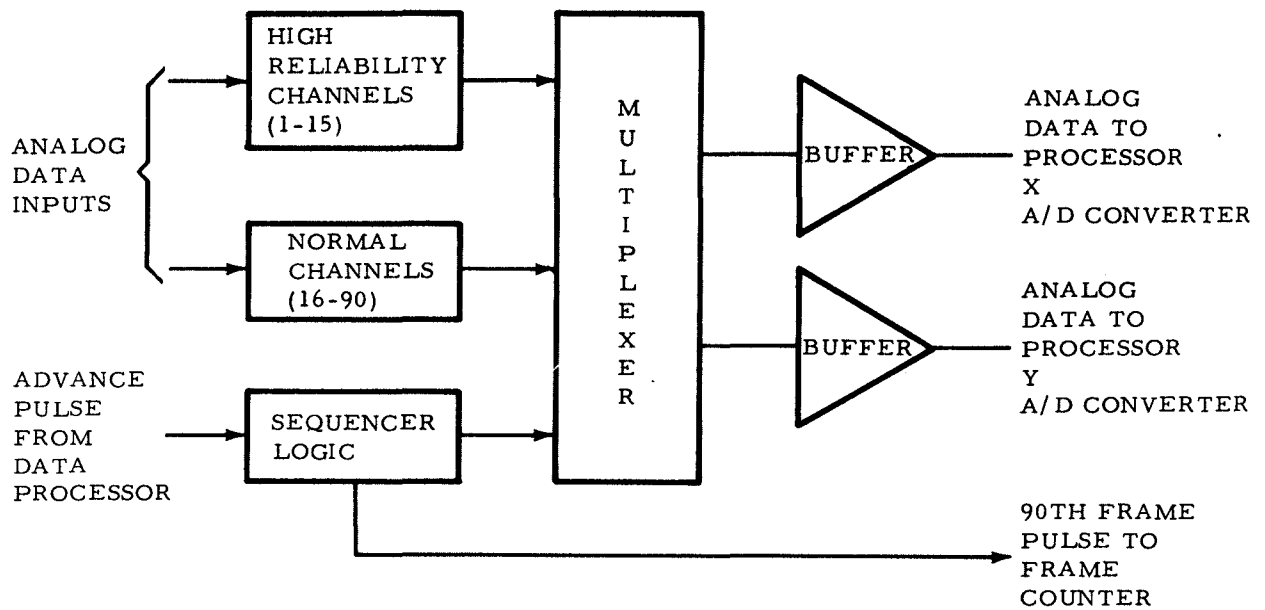 ANALOG
DATA
INPUTS
HIGH
RELIABILITY
CHANNELS
(1-15)
NORMAL
CHANNELS
(16-90)
ADVANCE
PULSE
FROM
DATA
PROCESSOR
SEQUENCER
LOGIC
MULTIPLEXER
BUFFER
ANALOG
DATA TO
PROCESSOR
X
A/D CONVERTER
BUFFER
ANALOG
DATA TO
PROCESSOR
Y
A/D CONVERTER
90TH FRAME
PULSE TO
FRAME
COUNTER